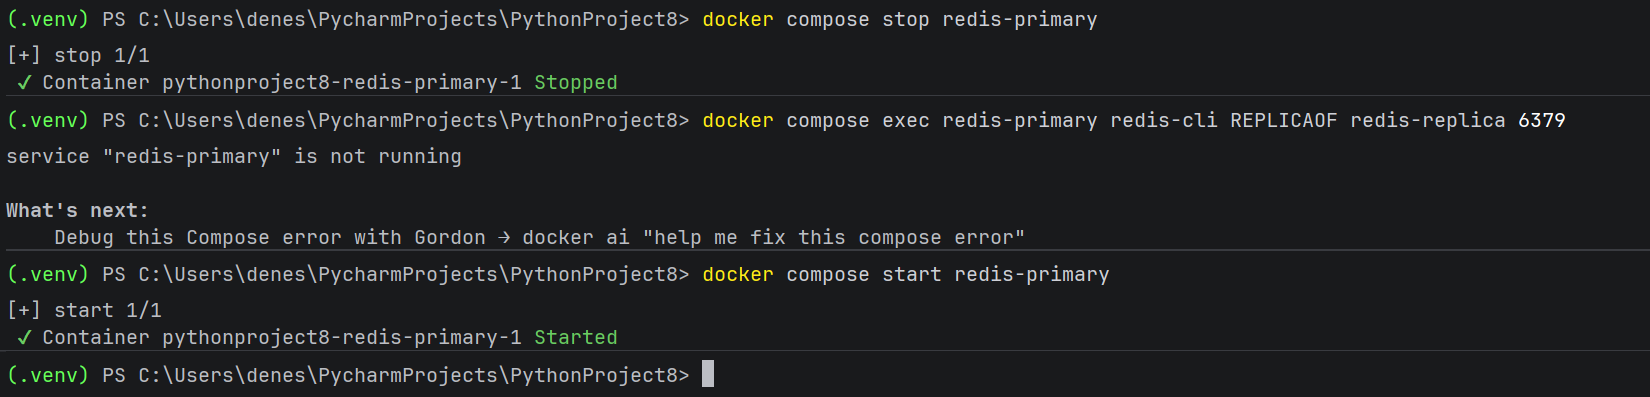 (.venv) PS C:\Users\denes\PycharmProjects\PythonProject8> docker compose stop redis-primary
[+] stop 1/1
✓ Container pythonproject8-redis-primary-1 Stopped
(.venv) PS C:\Users\denes\PycharmProjects\PythonProject8> docker compose exec redis-primary redis-cli REPLICAOF redis-replica 6379
service "redis-primary" is not running
What's next:
Debug this Compose error with Gordon → docker ai "help me fix this compose error"
(.venv) PS C:\Users\denes\PycharmProjects\PythonProject8> docker compose start redis-primary
[+] start 1/1
✓ Container pythonproject8-redis-primary-1 Started
(.venv) PS C:\Users\denes\PycharmProjects\PythonProject8>